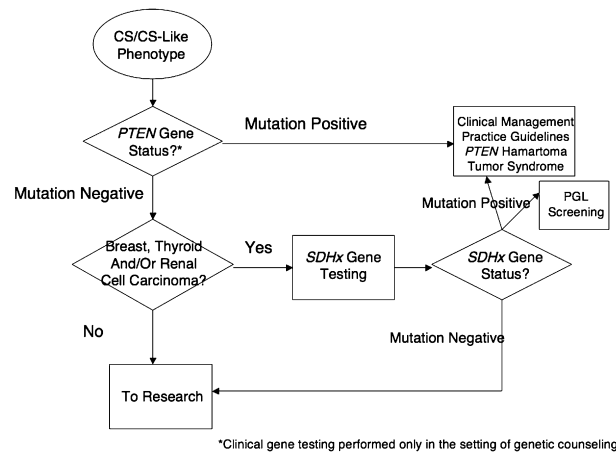 CS/CS-Like
Phenotype
PTEN Gene
Status?*
Mutation Positive
Clinical Management
Practice Guidelines
PTEN Hamartoma
Tumor Syndrome
Mutation Negative
Mutation Positive
PGL
Screening
Breast, Thyroid
And/Or Renal
Cell Carcinoma?
Yes
SDHx Gene
Testing
SDHx Gene
Status?
No
Mutation Negative
To Research
*Clinical gene testing performed only in the setting of genetic counseling